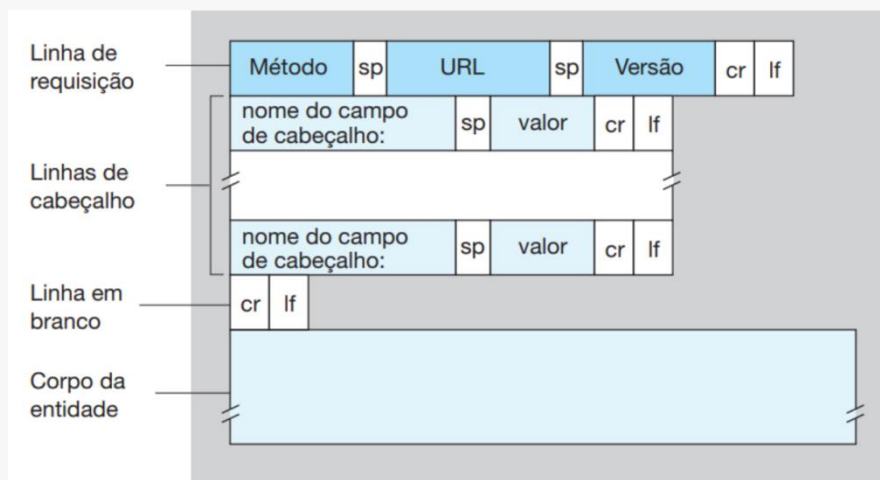 Linha de
requisição
Método sp URL sp Versão cr lf
nome do campo
de cabeçalho: sp valor cr lf
Linhas de
cabeçalho
nome do campo
de cabeçalho: sp valor cr lf
Linha em
branco
cr lf
Corpo da
entidade